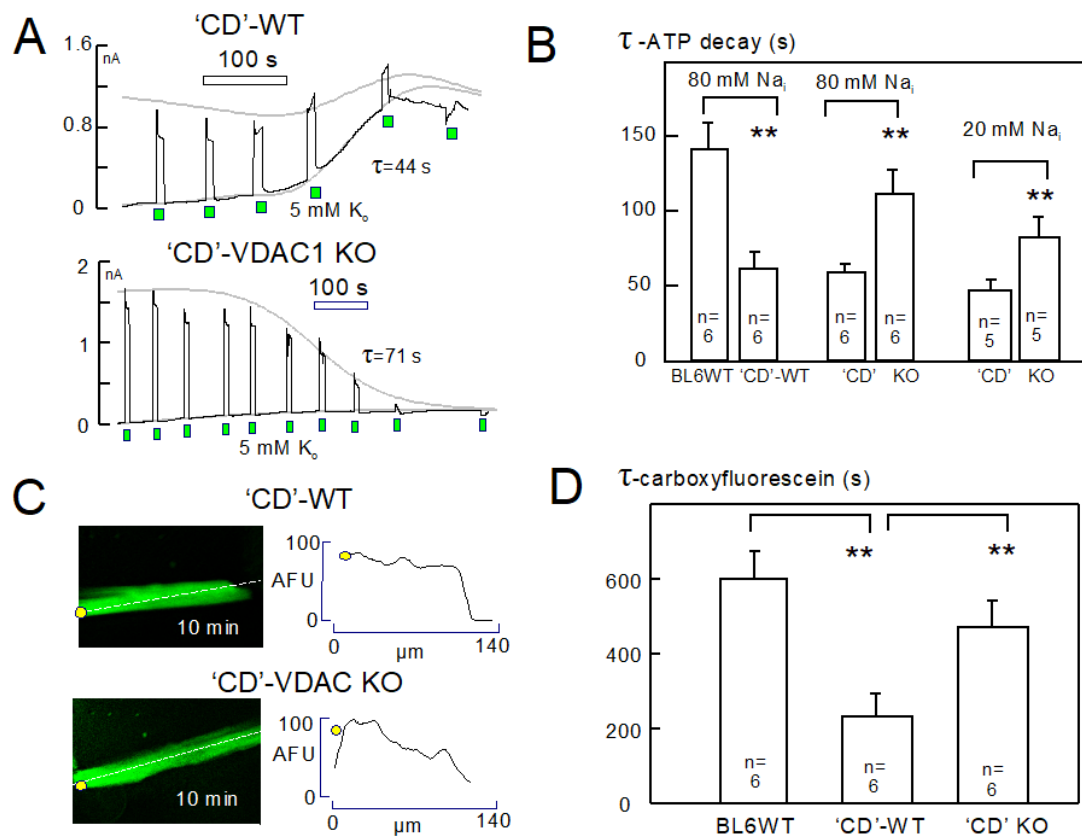 A
'CD'-WT
1.6
nA
100 s
0.8
τ=44 s
0
5 mM Ko
'CD'-VDAC1 KO
2
nA
100 s
1
τ=71 s
0
5 mM Ko
B
τ -ATP decay (s)
80 mM Nai
80 mM Nai
20 mM Nai
150
**
**
**
100
50
0
n=
6
n=
6
n=
6
n=
6
n=
5
n=
5
BL6WT
'CD'-WT
'CD'
KO
'CD'
KO
C
'CD'-WT
10 min
100
AFU
0
0
µm
140
'CD'-VDAC KO
10 min
100
AFU
0
0
µm
140
D
τ-carboxyfluorescein (s)
**
**
600
400
200
0
n=
6
n=
6
n=
6
BL6WT
'CD'-WT
'CD' KO